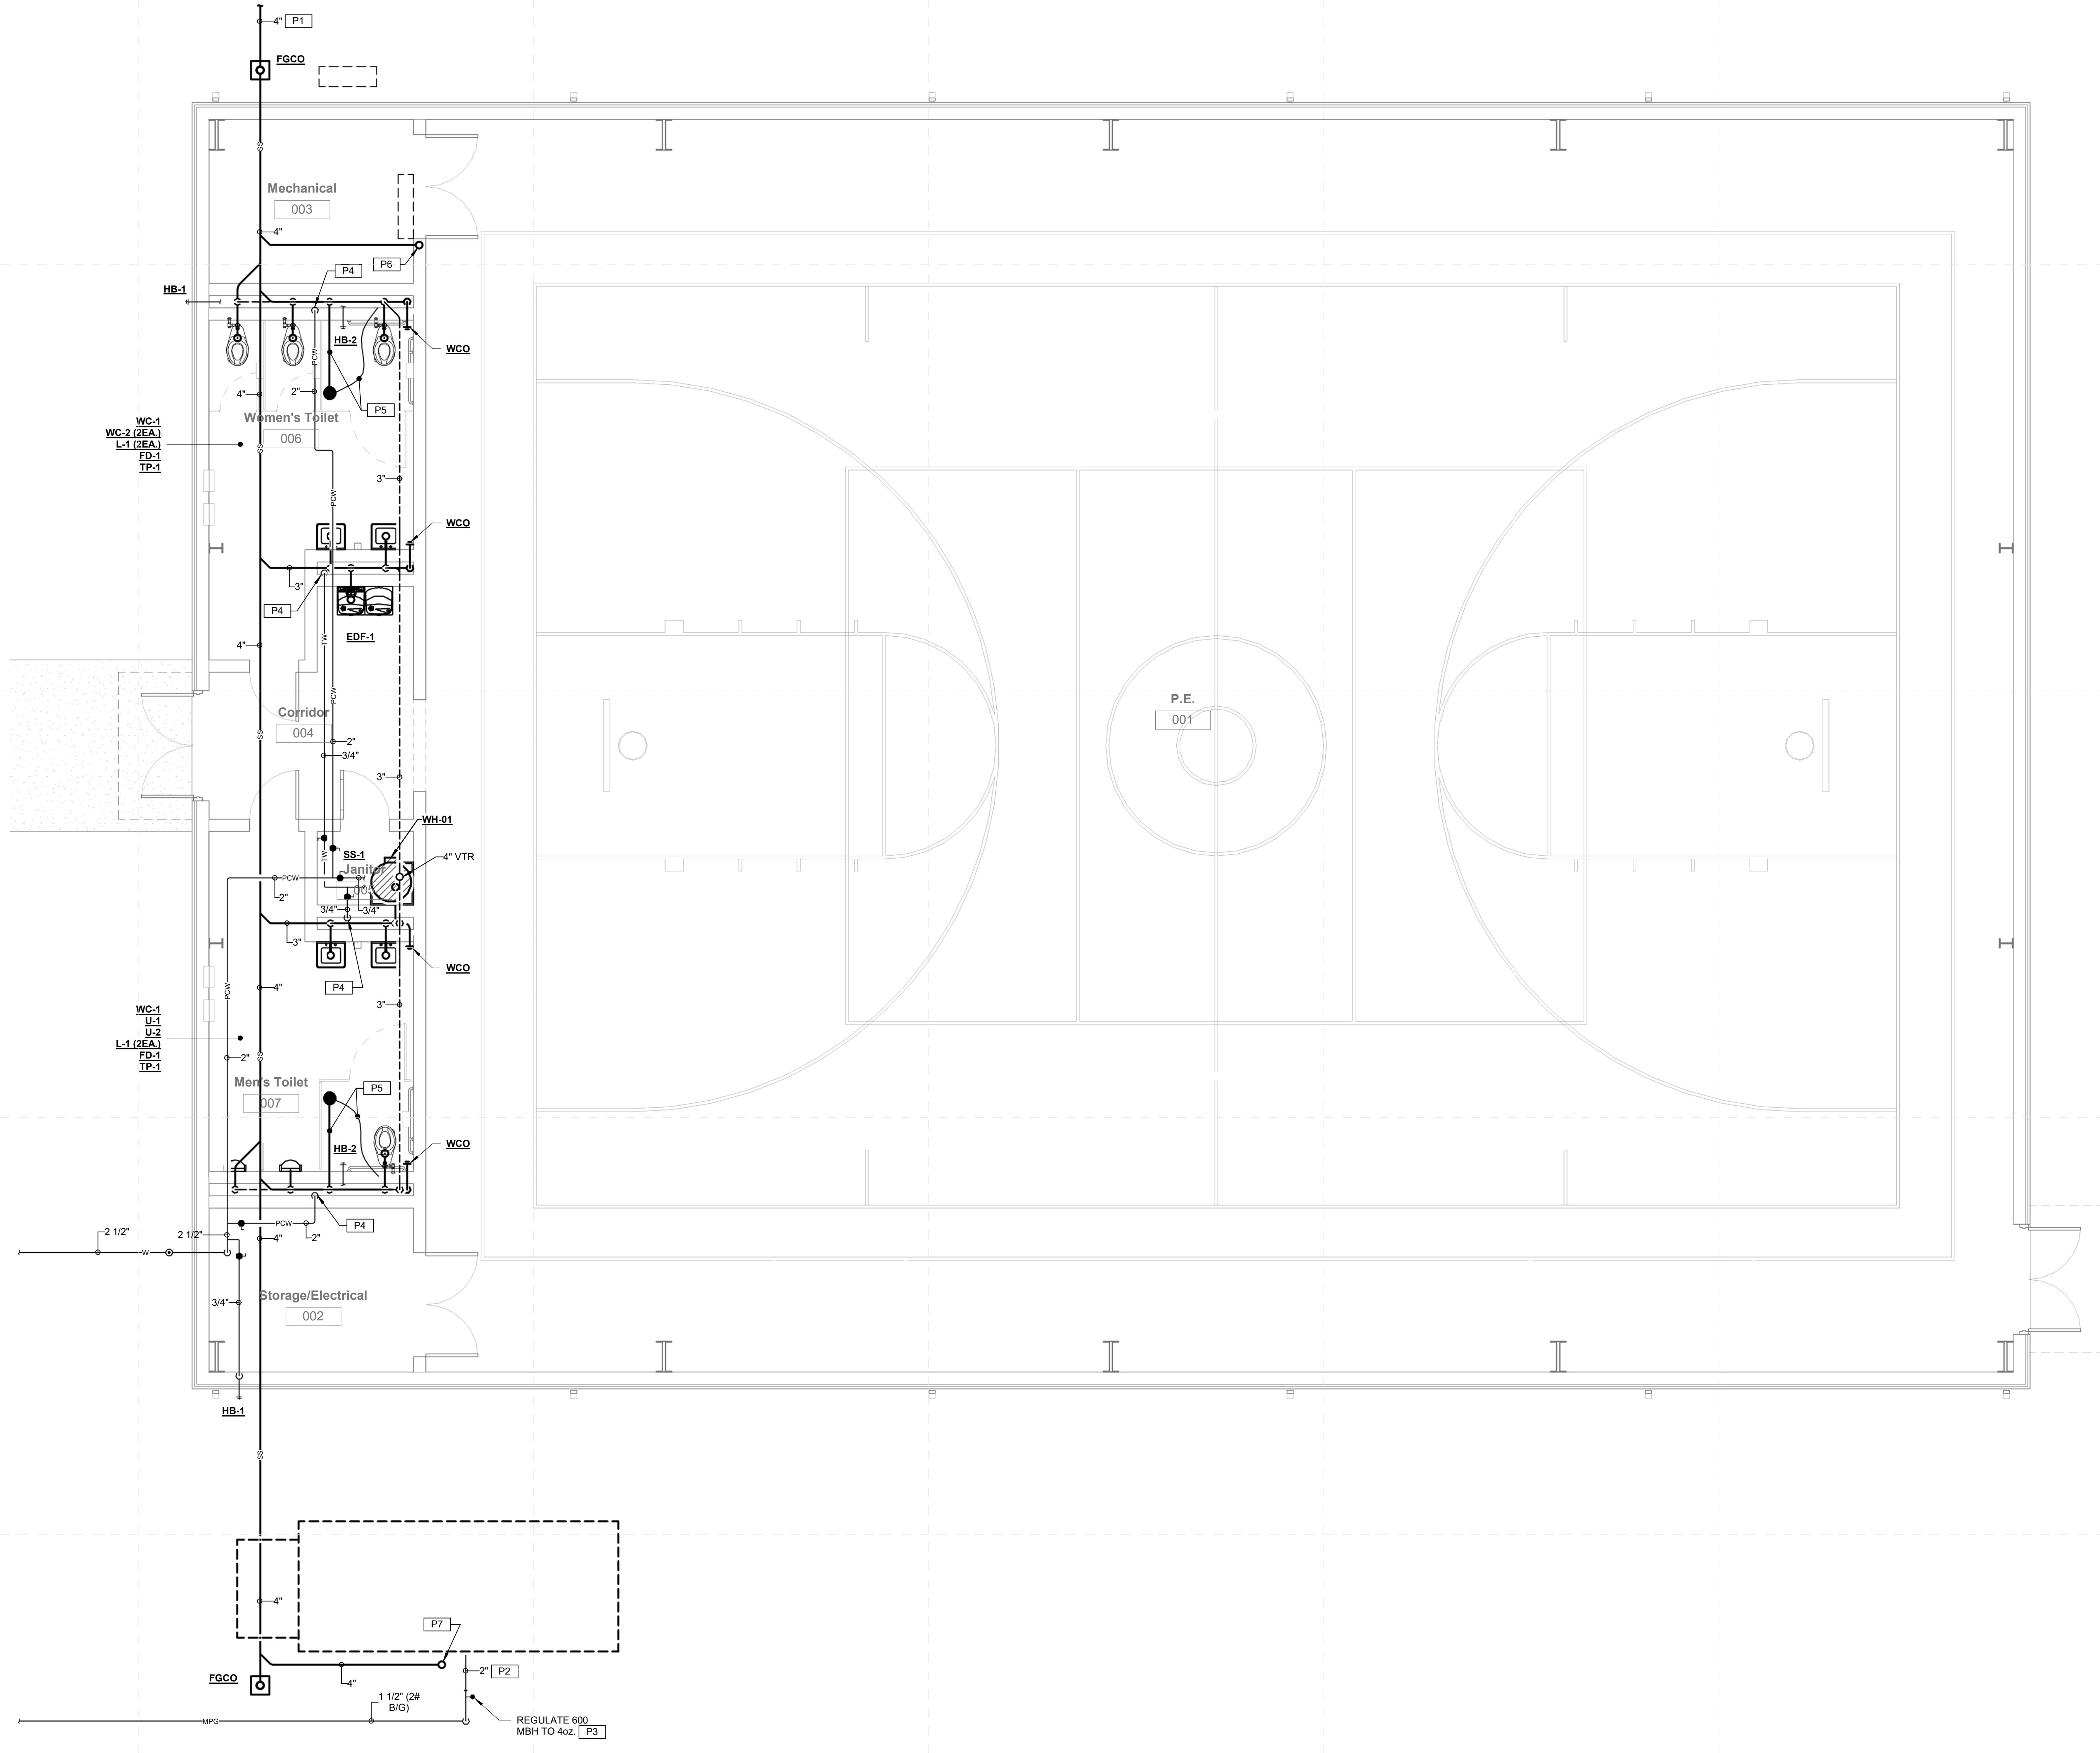 4" P1
FGCO
SS
Mechanical
003
4"
P6
P4
HB-1
HB-2
WCO
PCW
4"
2"
P5
Women's Toilet
006
WC-1
WC-2 (2EA.)
L-1 (2EA.)
FD-1
TP-1
SS
3"
PCW
WCO
3"
P4
TW
EDF-1
4"
PCW
Corridor
004
SS
2"
3/4"
3"
WH-01
SS-1
4" VTR
TW
Janitor
PCW
2"
3/4"
3/4"
3"
WCO
P4
4"
PCW
3"
WC-1
U-1
U-2
L-1 (2EA.)
FD-1
TP-1
2"
SS
Men's Toilet
007
P5
HB-2
WCO
P4
PCW
2"
2 1/2"
2 1/2"
4"
W
3/4"
Storage/Electrical
002
HB-1
SS
P.E.
001
4"
P7
FGCO
4"
2" P2
1 1/2" (2#
B/G)
MPG
REGULATE 600
MBH TO 4oz. P3